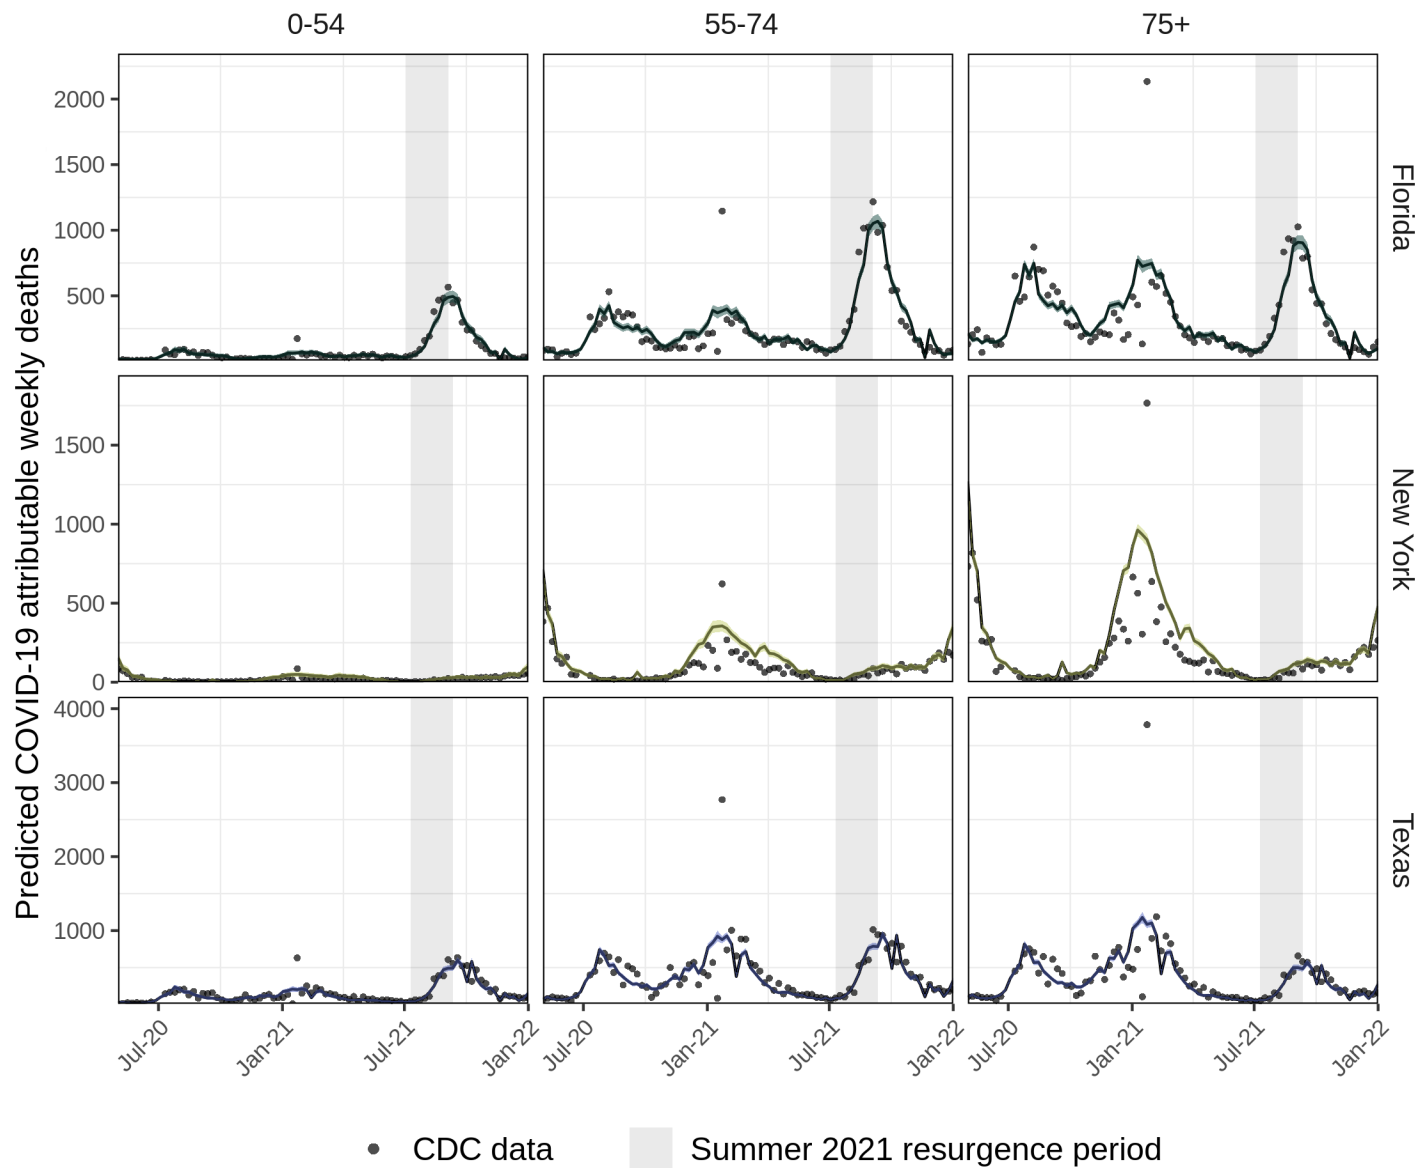 0-54 55-74 75+
Predicted COVID-19 attributable weekly deaths
2000
1500
1000
500
Florida
1500
1000
500
0
New York
4000
3000
2000
1000
Texas
Jul-20 Jan-21 Jul-21 Jan-22 Jul-20 Jan-21 Jul-21 Jan-22 Jul-20 Jan-21 Jul-21 Jan-22
CDC data Summer 2021 resurgence period